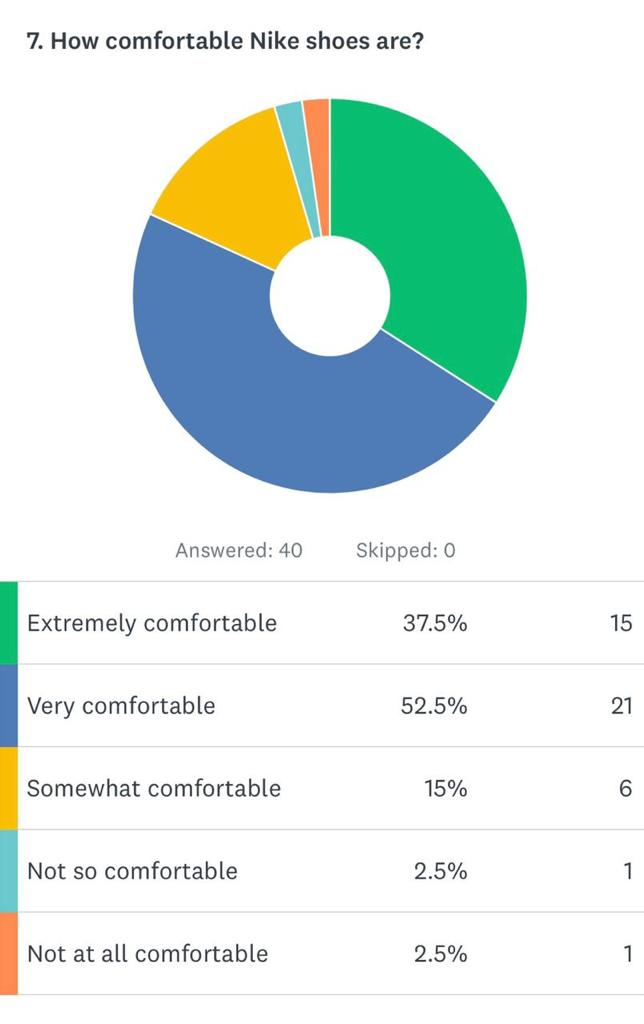 7. How comfortable Nike shoes are?
Answered: 40 Skipped: 0
Extremely comfortable 37.5% 15
Very comfortable 52.5% 21
Somewhat comfortable 15% 6
Not so comfortable 2.5% 1
Not at all comfortable 2.5% 1